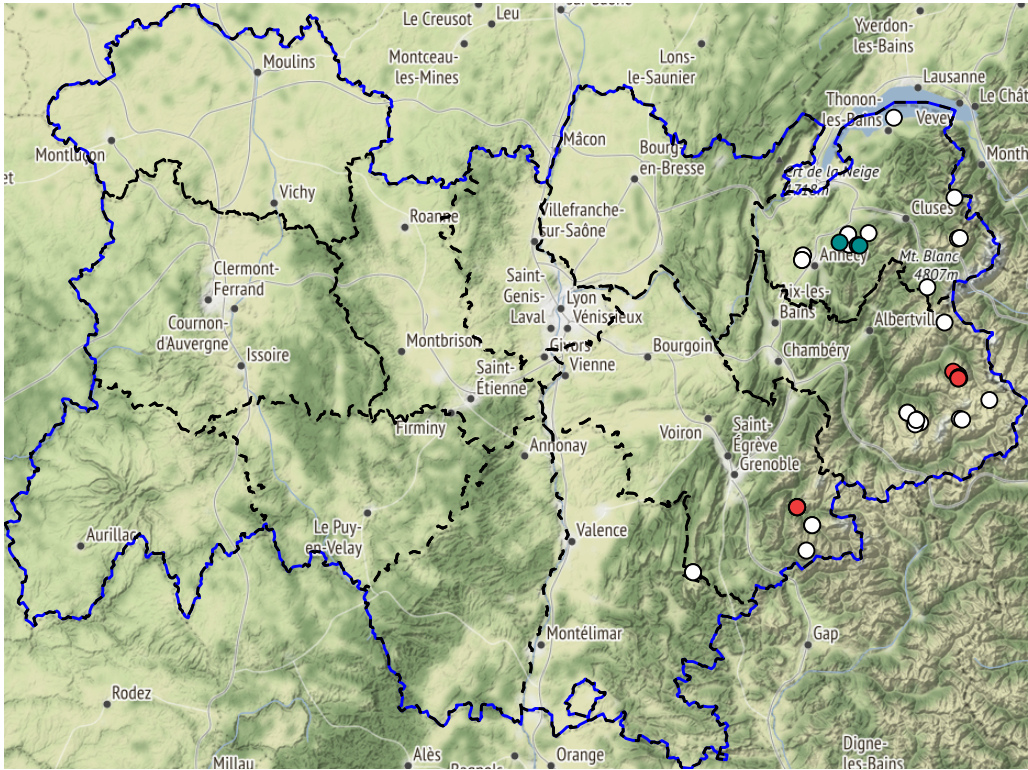 Le Creusot
Leu
Montceau-
les-Mines
Yverdon-
les-Bains
Moulins
Lons-
le-Saunier
Lausanne
Le Chât
Thonon-
les-Bains
Vevey
Mâcon
Montluçon
Bourg-
en-Bresse
Month
et
Vichy
Roanne
Villefranche-
sur-Saône
1718m
Cluses
Annecy
Mt. Blanc
4807m
Clermont-
Ferrand
Saint-
Genis-
Laval
Lyon
Vénissieux
Aix-les-
Bains
Albertville
Cournon-
d'Auvergne
Montbrison
Givors
Bourgoin
Chambéry
Issoire
Vienne
Saint-
Étienne
Firminy
Annonay
Voiron
Saint-
Égrève
Grenoble
Aurillac
Le Puy-
en-Velay
Valence
Montélimar
Gap
Rodez
Millau
Alès
Orange
Digne-
les-Bains